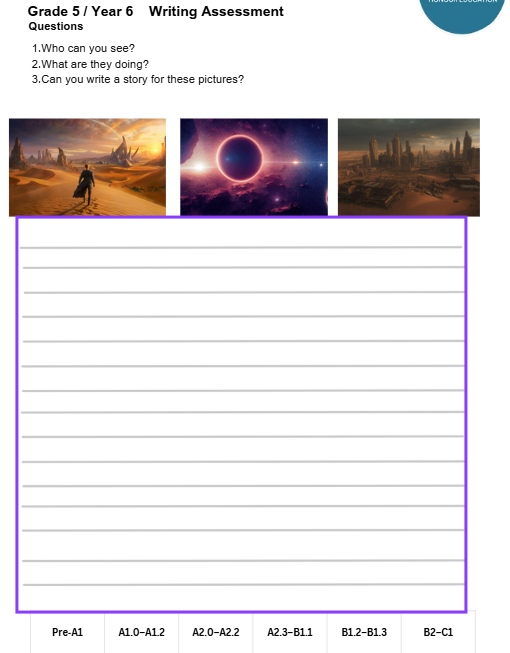 HONOUR EDUCATION
Grade 5 / Year 6 Writing Assessment
Questions
1.Who can you see?
2.What are they doing?
3.Can you write a story for these pictures?
Pre-A1 A1.0–A1.2 A2.0–A2.2 A2.3–B1.1 B1.2–B1.3 B2–C1